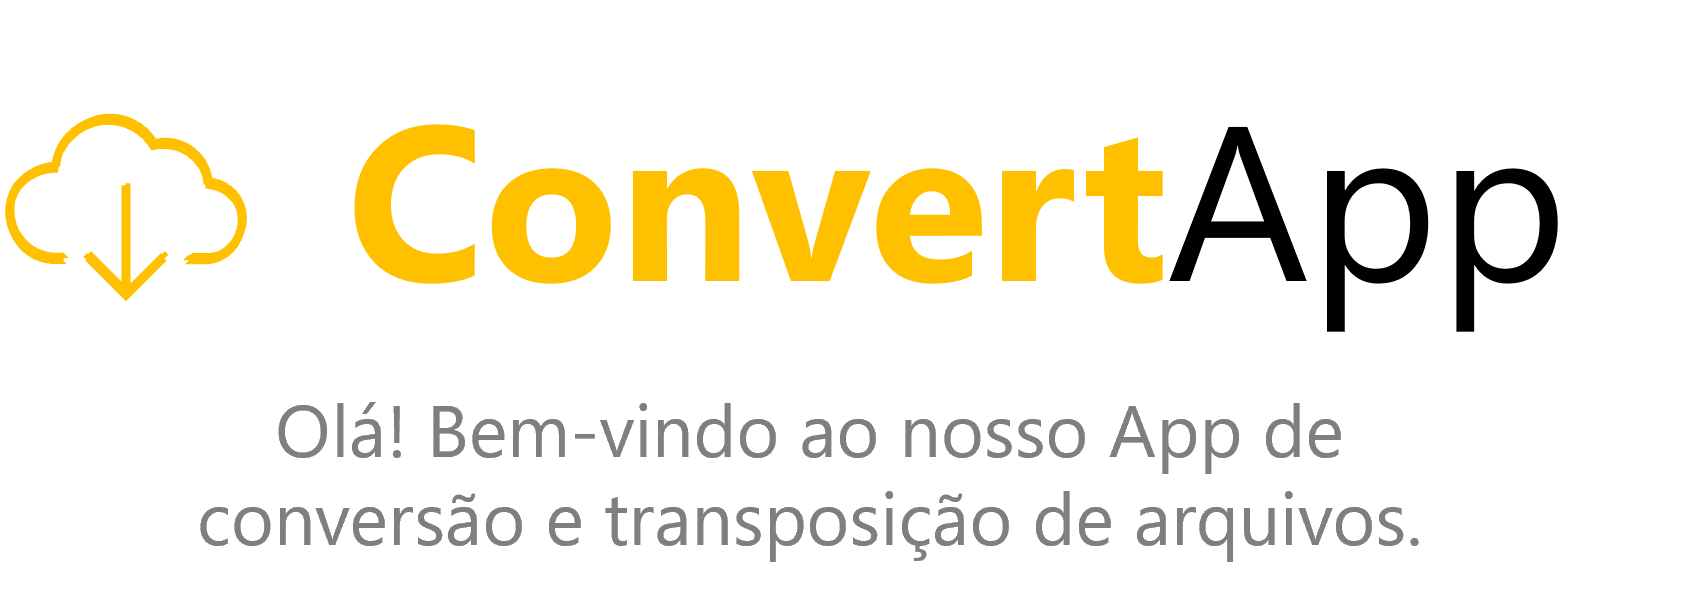 ConvertApp
Olá! Bem-vindo ao nosso App de
conversão e transposição de arquivos.